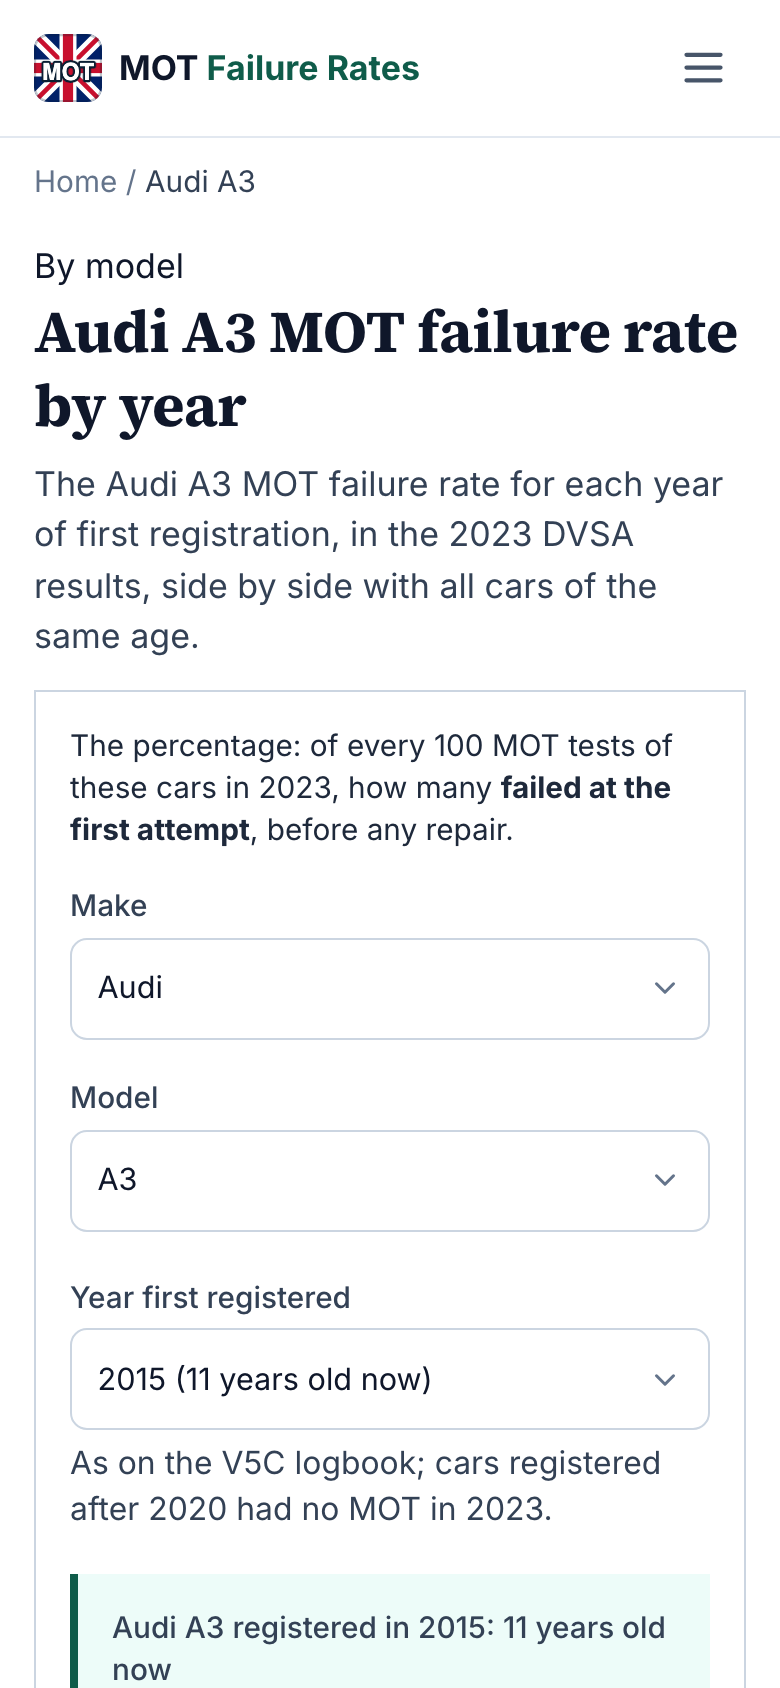 MOT
MOT Failure Rates
Home / Audi A3
By model
Audi A3 MOT failure rate
by year
The Audi A3 MOT failure rate for each year
of first registration, in the 2023 DVSA
results, side by side with all cars of the
same age.
The percentage: of every 100 MOT tests of
these cars in 2023, how many failed at the
first attempt, before any repair.
Make
Audi
Model
A3
Year first registered
2015 (11 years old now)
As on the V5C logbook; cars registered
after 2020 had no MOT in 2023.
Audi A3 registered in 2015: 11 years old
now